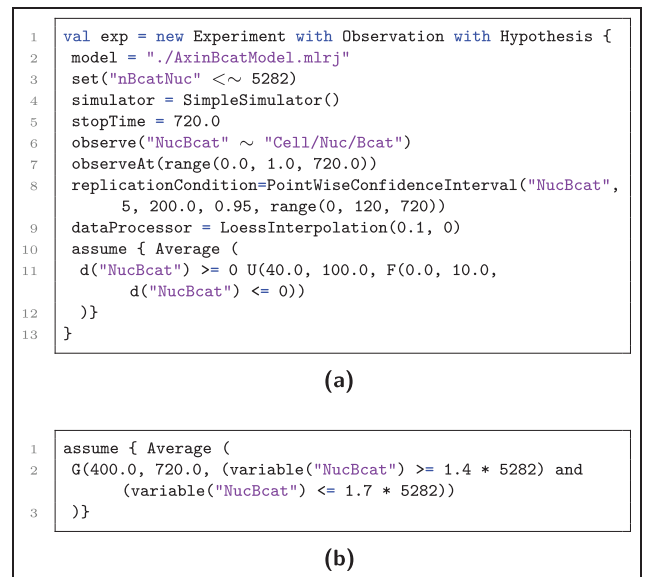 1 val exp = new Experiment with Observation with Hypothesis {
2 model = "./AxinBcatModel.mlrj"
3 set("nBcatNuc" <∼ 5282)
4 simulator = SimpleSimulator()
5 stopTime = 720.0
6 observe("NucBcat" ∼ "Cell/Nuc/Bcat")
7 observeAt(range(0.0, 1.0, 720.0))
8 replicationCondition=PointWiseConfidenceInterval("NucBcat",
5, 200.0, 0.95, range(0, 120, 720))
9 dataProcessor = LoessInterpolation(0.1, 0)
10 assume { Average (
11 d("NucBcat") >= 0 U(40.0, 100.0, F(0.0, 10.0,
d("NucBcat") <= 0))
12 )}
13 }
(a)
1 assume { Average (
2 G(400.0, 720.0, (variable("NucBcat") >= 1.4 * 5282) and
(variable("NucBcat") <= 1.7 * 5282))
3 )}
(b)